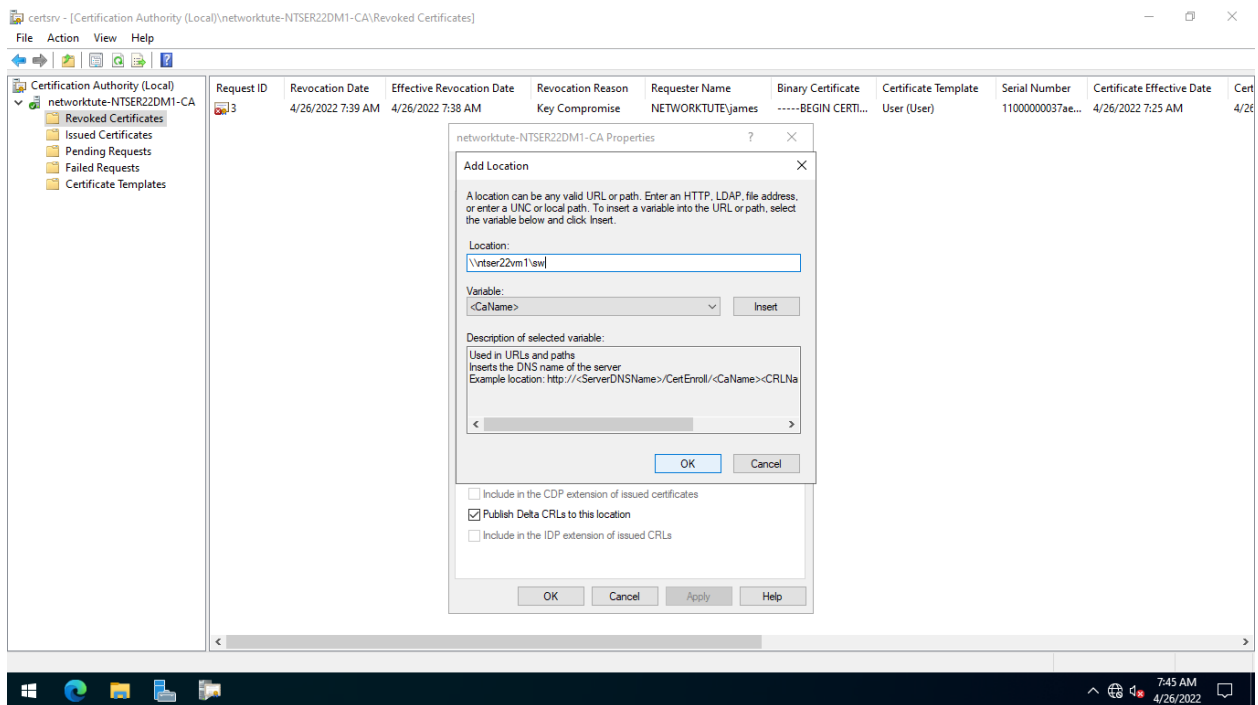 certsrv - [Certification Authority (Local)\networktute-NTSER22DM1-CA\Revoked Certificates]
File Action View Help
Certification Authority (Local)
networktute-NTSER22DM1-CA
Revoked Certificates
Issued Certificates
Pending Requests
Failed Requests
Certificate Templates
Request ID Revocation Date Effective Revocation Date Revocation Reason Requester Name Binary Certificate Certificate Template Serial Number Certificate Effective Date Cert
3 4/26/2022 7:39 AM 4/26/2022 7:38 AM Key Compromise NETWORKTUTE\james -----BEGIN CERTI... User (User) 11000000037ae... 4/26/2022 7:25 AM 4/26
networktute-NTSER22DM1-CA Properties ?
Add Location
A location can be any valid URL or path. Enter an HTTP, LDAP, file address,
or enter a UNC or local path. To insert a variable into the URL or path, select
the variable below and click Insert.
Location:
\\ntser22vm1\sw
Variable:
<CaName>
Insert
Description of selected variable:
Used in URLs and paths
Inserts the DNS name of the server
Example location: http://<ServerDNSName>/CertEnroll/<CaName><CRLNa
OK Cancel
Include in the CDP extension of issued certificates
Publish Delta CRLs to this location
Include in the IDP extension of issued CRLs
OK Cancel Apply Help
7:45 AM
4/26/2022